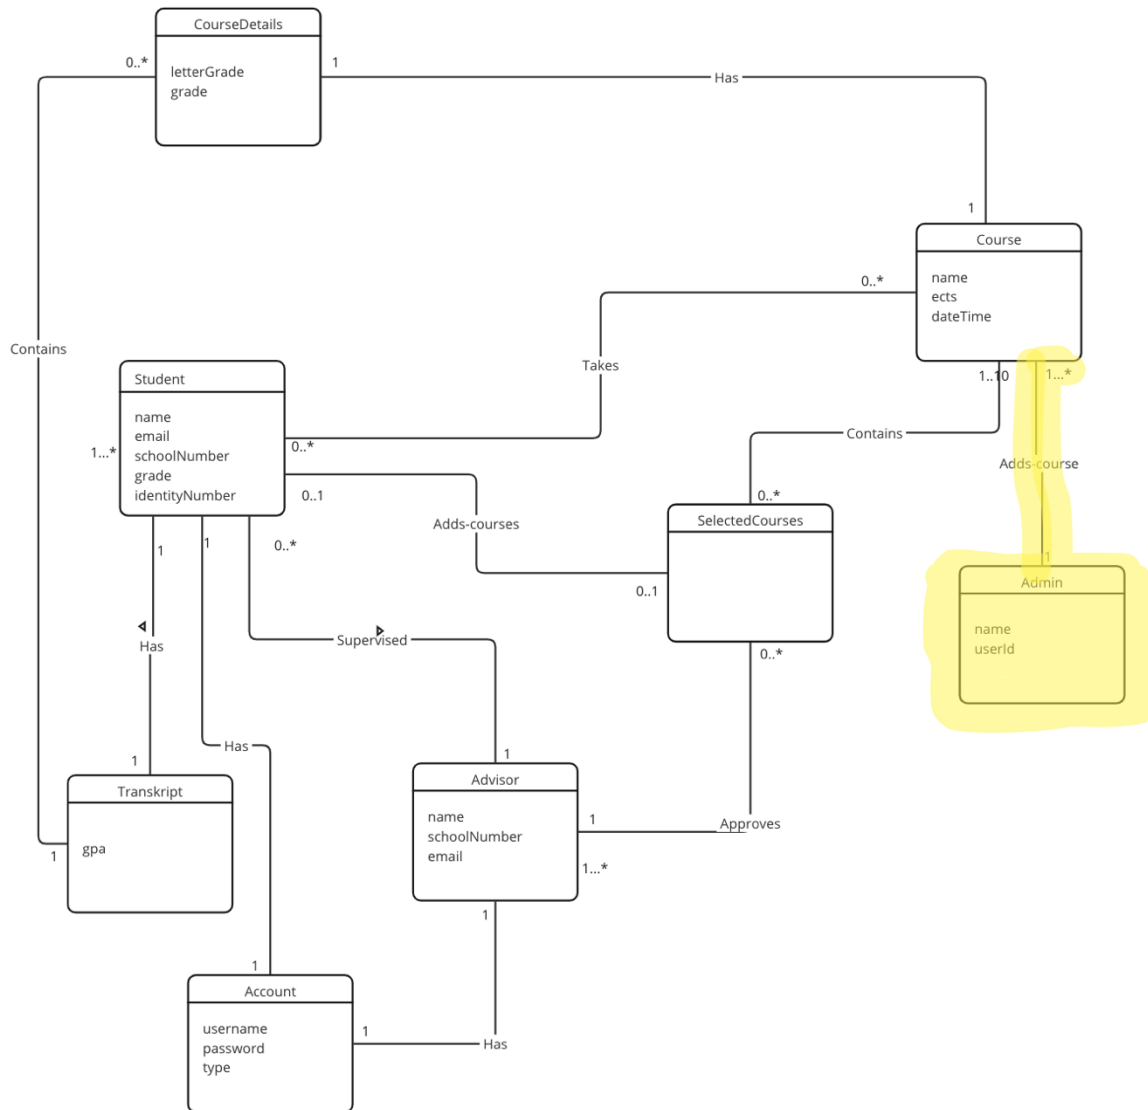 CourseDetails
0..*
1
letterGrade
grade
Has
1
Course
name
ects
dateTime
0..*
Contains
Takes
Student
name
email
schoolNumber
grade
identityNumber
1...*
0..*
0..1
0..*
1
1
1..10
1...*
Contains
Adds-course
0..*
1
SelectedCourses
Adds-courses
0..1
0..*
Admin
name
userId
Has
Supervised
1
1
Transkript
gpa
1
Has
Advisor
name
schoolNumber
email
1
1...*
Approves
1
1
Account
username
password
type
1
Has